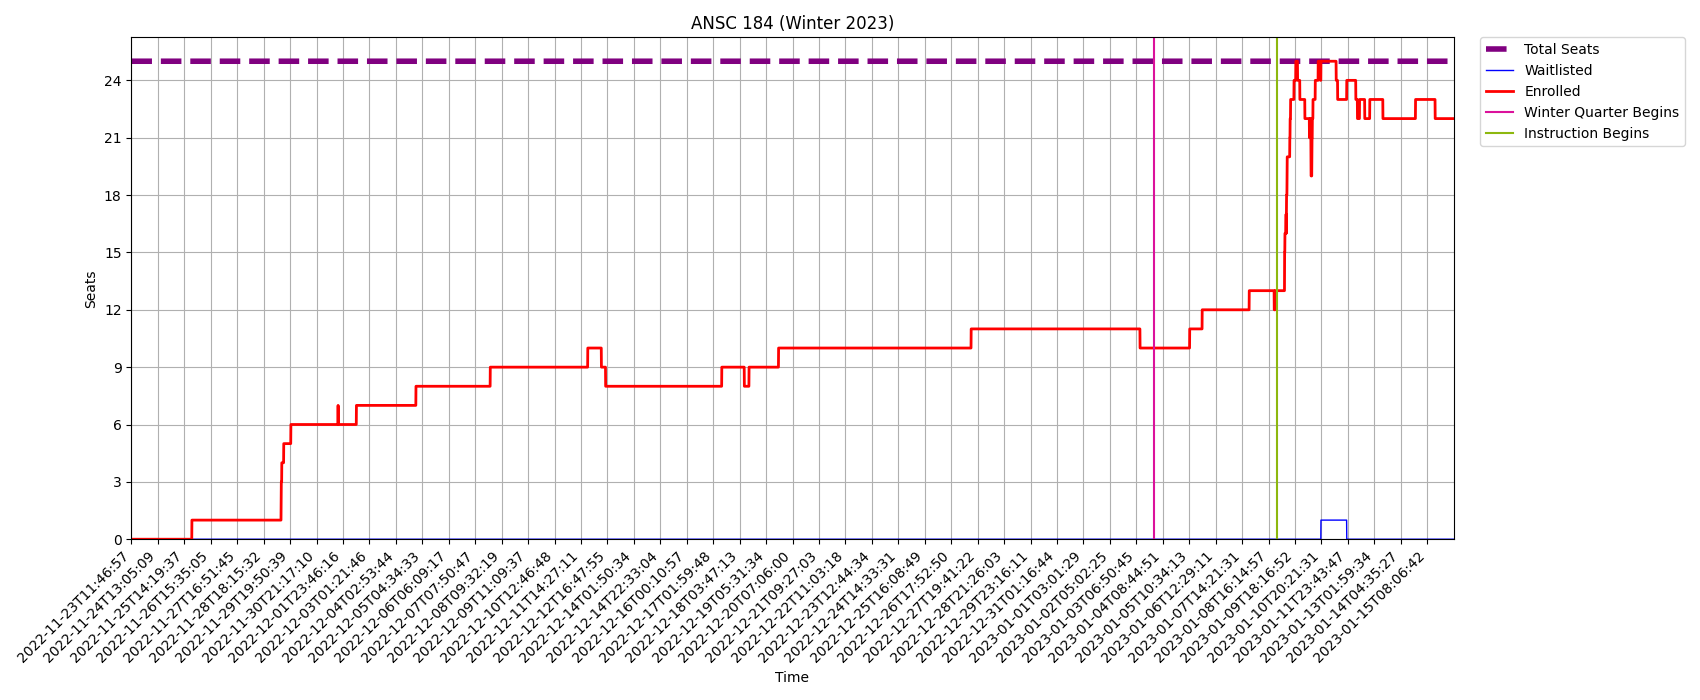 ANSC 184 (Winter 2023)
Total Seats
Waitlisted
Enrolled
Winter Quarter Begins
Instruction Begins
Seats
24
21
18
15
12
9
6
3
0
2022-11-23T11:46:57
2022-11-24T13:05:09
2022-11-25T14:19:37
2022-11-26T15:35:05
2022-11-27T16:51:45
2022-11-28T18:15:32
2022-11-29T19:50:39
2022-11-30T21:17:10
2022-12-01T23:46:16
2022-12-03T01:21:46
2022-12-04T02:53:44
2022-12-05T04:34:33
2022-12-06T06:09:17
2022-12-07T07:50:47
2022-12-08T09:32:19
2022-12-09T11:09:37
2022-12-10T12:46:48
2022-12-11T14:27:11
2022-12-12T16:47:55
2022-12-14T01:50:34
2022-12-14T22:33:04
2022-12-16T00:10:57
2022-12-17T01:59:48
2022-12-18T03:47:13
2022-12-19T05:31:34
2022-12-20T07:06:00
2022-12-21T09:27:03
2022-12-22T11:03:18
2022-12-23T12:44:34
2022-12-24T14:33:31
2022-12-25T16:08:49
2022-12-26T17:52:50
2022-12-27T19:41:22
2022-12-28T21:26:03
2022-12-29T23:16:11
2022-12-31T01:16:44
2023-01-01T03:01:29
2023-01-02T05:02:25
2023-01-03T06:50:45
2023-01-04T08:44:51
2023-01-05T10:34:13
2023-01-06T12:29:11
2023-01-07T14:21:31
2023-01-08T16:14:57
2023-01-09T18:16:52
2023-01-10T20:21:31
2023-01-11T23:43:47
2023-01-13T01:59:34
2023-01-14T04:35:27
2023-01-15T08:06:42
Time